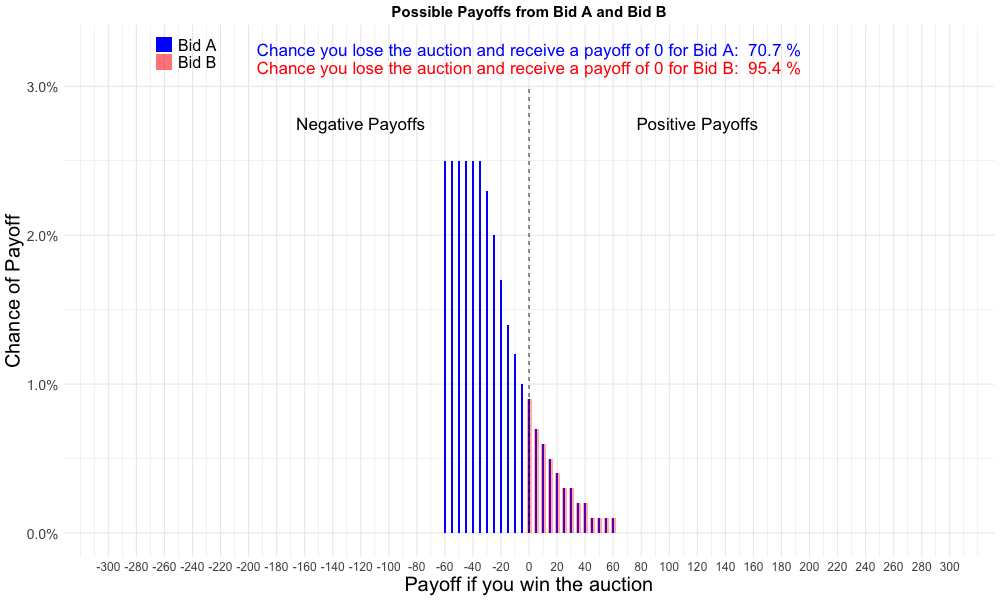 Possible Payoffs from Bid A and Bid B
Bid A
Bid B
Chance you lose the auction and receive a payoff of 0 for Bid A: 70.7 %
Chance you lose the auction and receive a payoff of 0 for Bid B: 95.4 %
Negative Payoffs
Positive Payoffs
Chance of Payoff
3.0%
2.0%
1.0%
0.0%
-300 -280 -260 -240 -220 -200 -180 -160 -140 -120 -100 -80 -60 -40 -20 0 20 40 60 80 100 120 140 160 180 200 220 240 260 280 300
Payoff if you win the auction